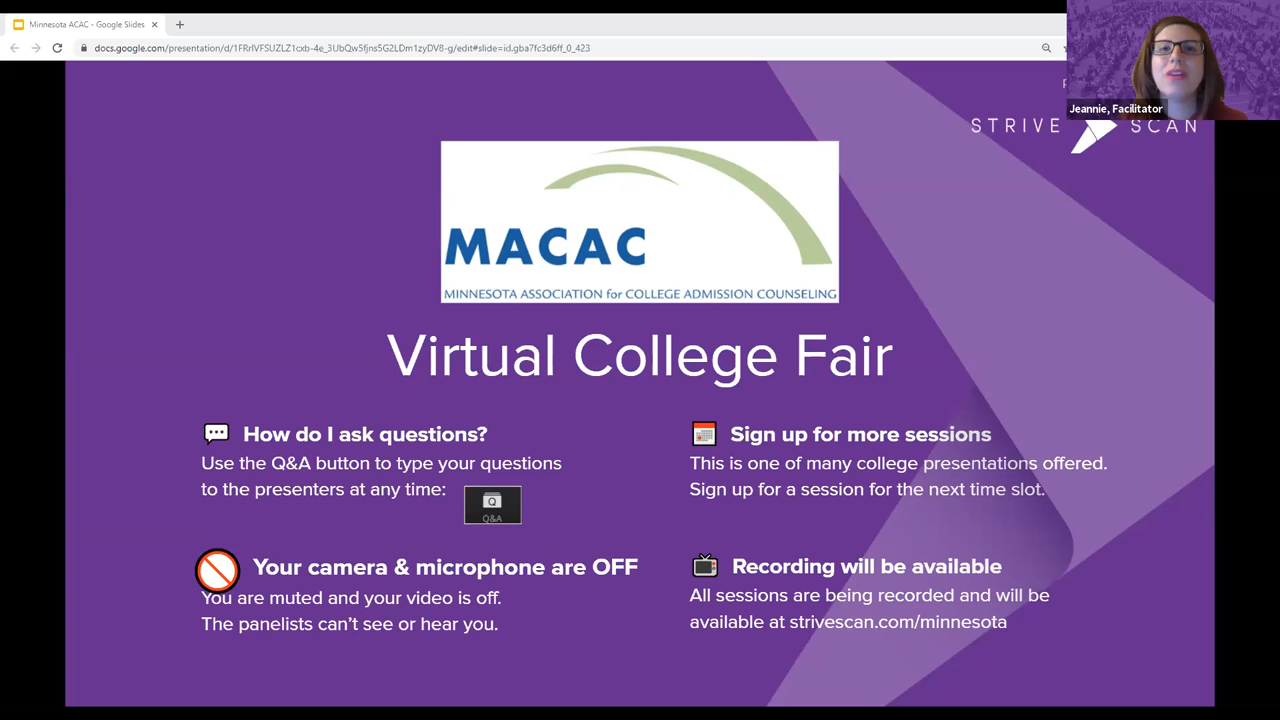 Minnesota ACAC - Google Slides
docs.google.com/presentation/d/1FRrIVFSUZLZ1cxb-4e_3UbQw5fjns5G2LDm1zyDV8-g/edit#slide=id.gba7fc3d6ff_0_423
Jeannie, Facilitator
STRIVE SCAN
MACAC
MINNESOTA ASSOCIATION for COLLEGE ADMISSION COUNSELING
Virtual College Fair
How do I ask questions?
Use the Q&A button to type your questions
to the presenters at any time:
Q
Q&A
Your camera & microphone are OFF
You are muted and your video is off.
The panelists can't see or hear you.
Sign up for more sessions
This is one of many college presentations offered.
Sign up for a session for the next time slot.
Recording will be available
All sessions are being recorded and will be
available at strivescan.com/minnesota